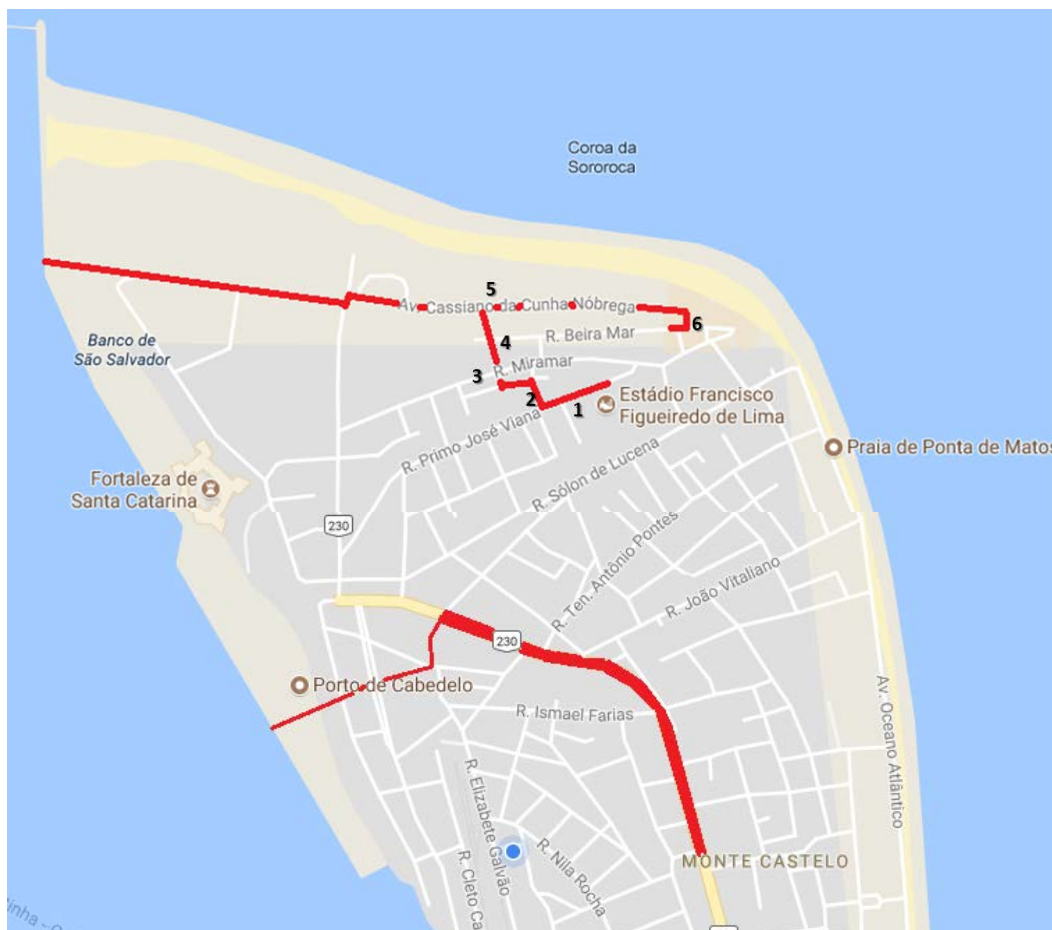 Coroa da
Sororoca
5
Av. Cassiano da Cunha Nóbrega
6
R. Beira Mar
4
Banco de
São Salvador
R. Miramar
3
2
1
Estádio Francisco
Figueiredo de Lima
R. Primo José Viana
Praia de Ponta de Matos
R. Sólon de Lucena
Fortaleza de
Santa Catarina
230
R. Ten. Antônio Pontes
R. João Vitaliano
230
Porto de Cabedelo
R. Ismael Farias
Av. Oceano Atlântico
R. Elizabete Galvão
R. Nila Rocha
R. Cleto Ca
MONTE CASTELO